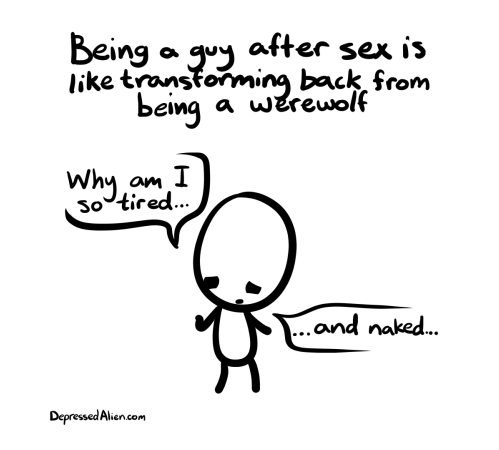 Being a guy after sex is
like transforming back from
being a werewolf
Why am I
so tired...
...and naked...
DepressedAlien.com